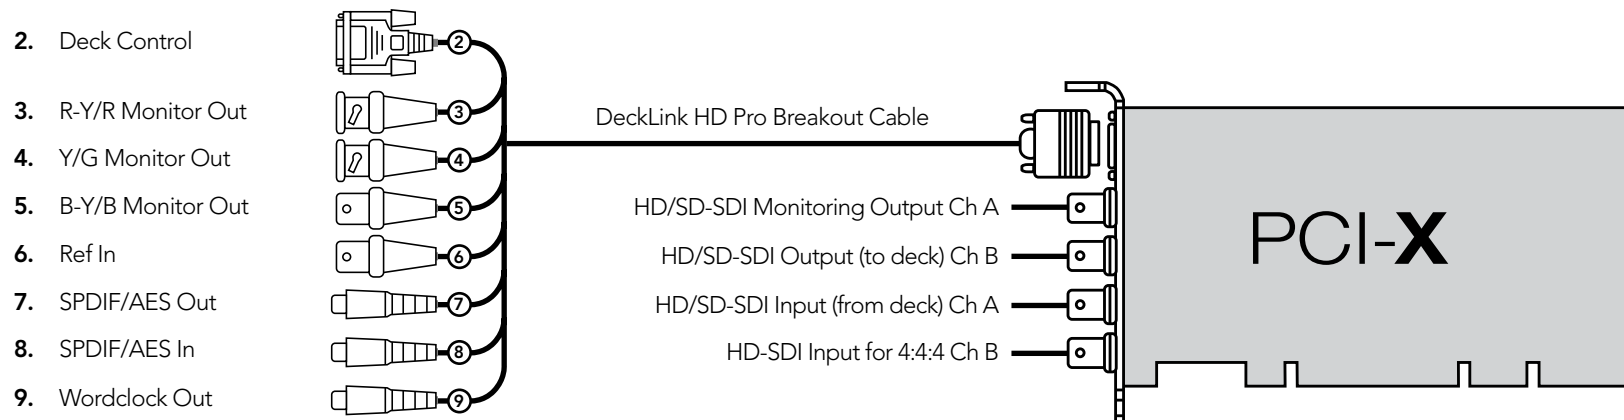 2. Deck Control
3. R-Y/R Monitor Out
4. Y/G Monitor Out
5. B-Y/B Monitor Out
6. Ref In
7. SPDIF/AES Out
8. SPDIF/AES In
9. Wordclock Out
2
3
4
5
6
7
8
9
DeckLink HD Pro Breakout Cable
HD/SD-SDI Monitoring Output Ch A
HD/SD-SDI Output (to deck) Ch B
HD/SD-SDI Input (from deck) Ch A
HD-SDI Input for 4:4:4 Ch B
PCI-X